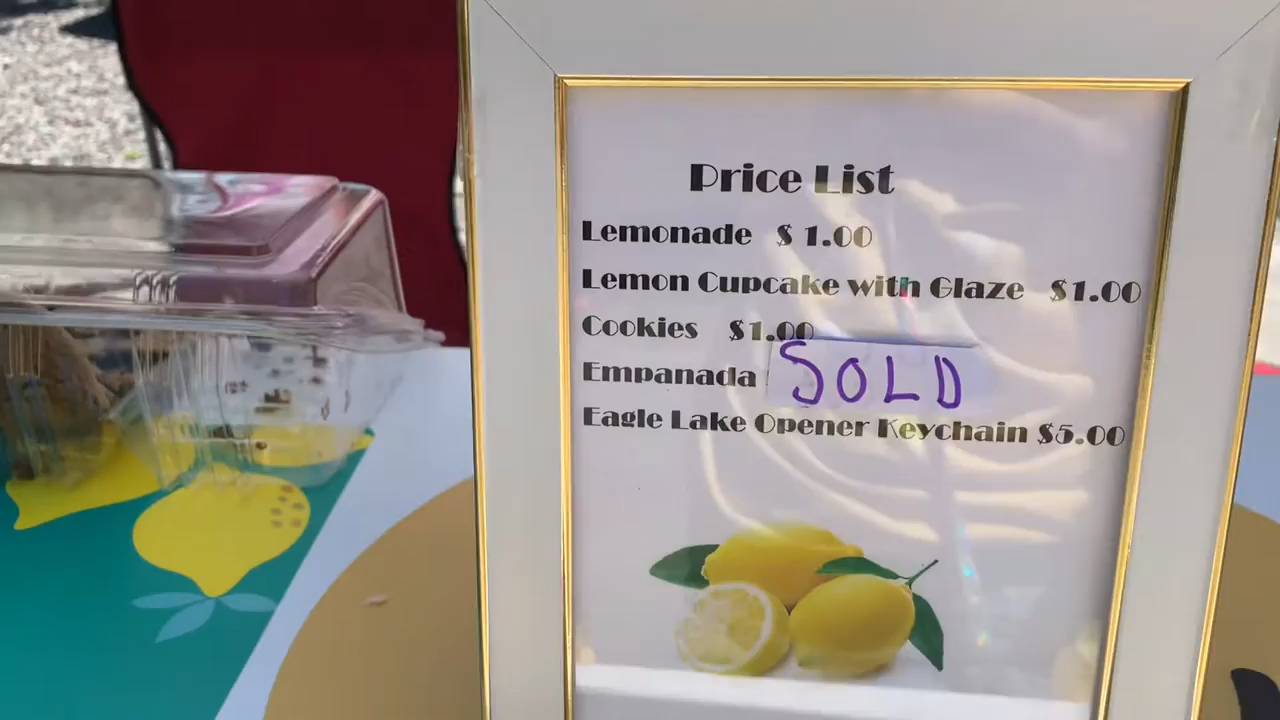 Price List
Lemonade $ 1.00
Lemon Cupcake with Glaze $1.00
Cookies $1.00
Empanada SOLD
Eagle Lake Opener Keychain $5.00